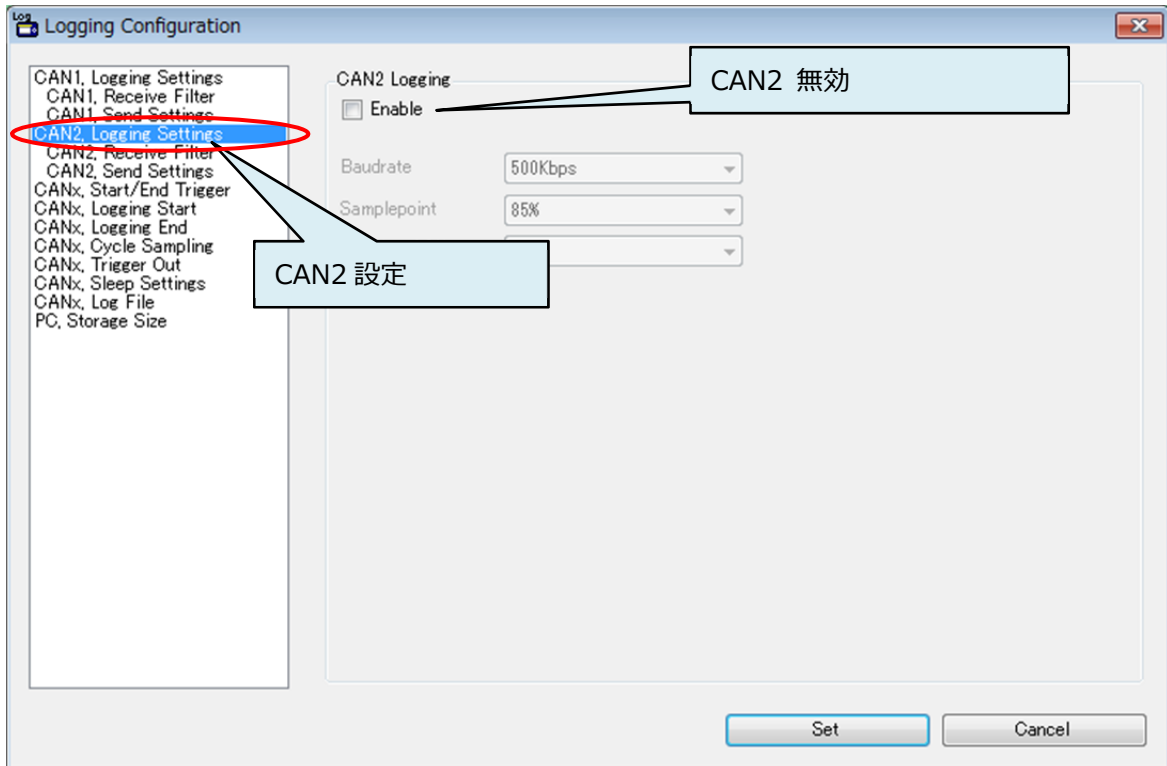 Log
Logging Configuration
CAN1, Logging Settings
CAN1, Receive Filter
CAN1, Send Settings
CAN2, Logging Settings
CAN2, Receive Filter
CAN2, Send Settings
CANx, Start/End Trigger
CANx, Logging Start
CANx, Logging End
CANx, Cycle Sampling
CANx, Trigger Out
CANx, Sleep Settings
CANx, Log File
PC, Storage Size
CAN2 Logging
Enable
CAN2 無効
Baudrate
500Kbps
Samplepoint
85%
CAN2 設定
Set
Cancel